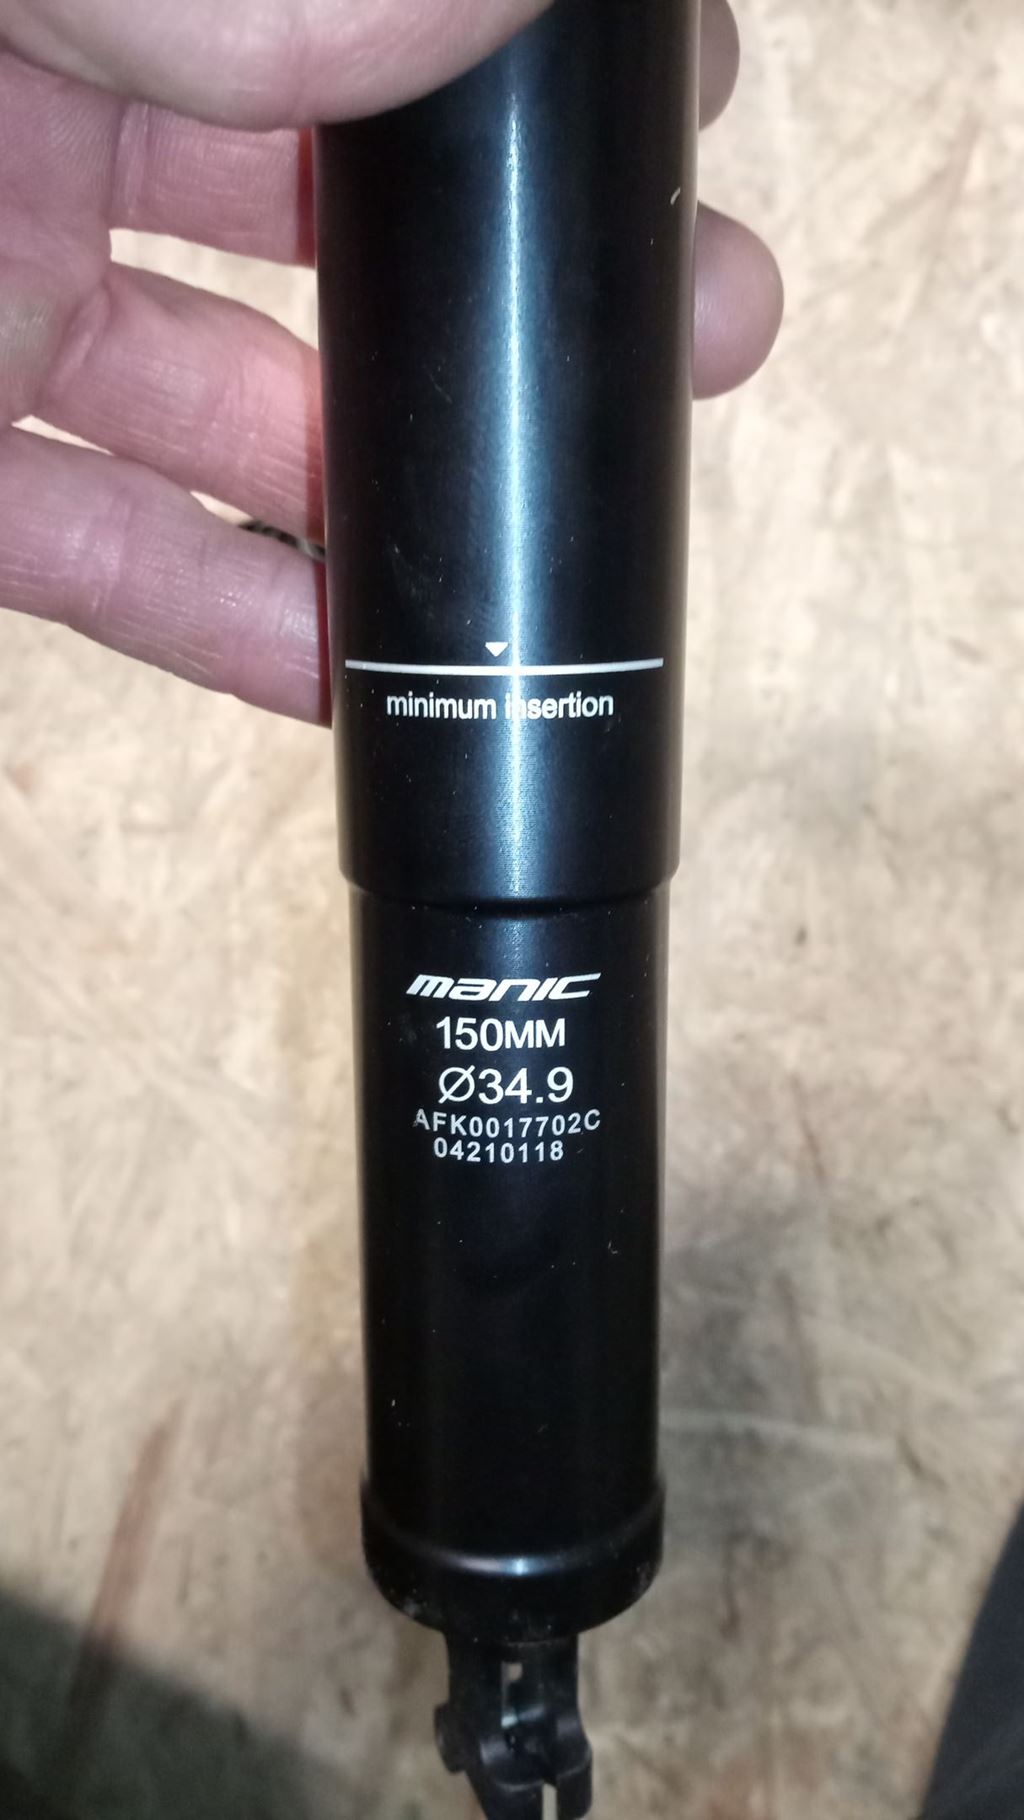 minimum insertion
manic
150MM
Ø34.9
AFK0017702C
04210118